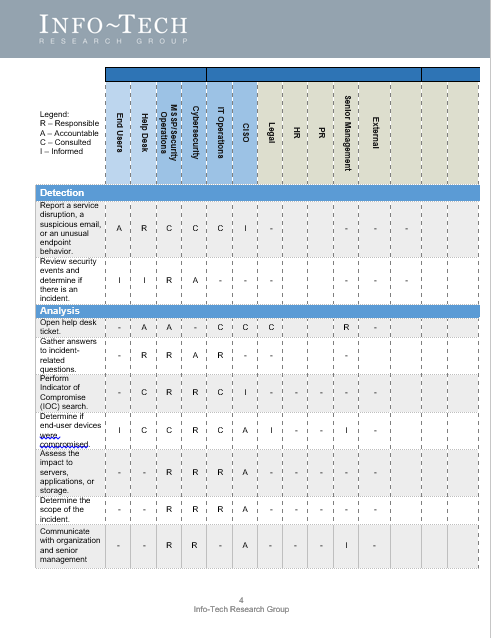 INFO~TECH
RESEARCH GROUP
Legend:
R – Responsible
A – Accountable
C – Consulted
I – Informed
End Users
Help Desk
MSSP/Security
Operations
Cybersecurity
IT Operations
CISO
Legal
HR
PR
Senior Management
External
Detection
Report a service
disruption, a
suspicious email,
or an unusual
endpoint
behavior.
A R C C C I - - - -
Review security
events and
determine if
there is an
incident.
I I R A - - - - - - - -
Analysis
Open help desk
ticket.
- A A - C C C R -
Gather answers
to incident-
related
questions.
- R R A R - - -
Perform
Indicator of
Compromise
(IOC) search.
- C R R C I - - - - -
Determine if
end-user devices
were
compromised.
I C C R C A I - - I -
Assess the
impact to
servers,
applications, or
storage.
- - R R R A - - - - -
Determine the
scope of the
incident.
- - R R R A - - - - -
Communicate
with organization
and senior
management
- - R R - A - - - I -
4
Info-Tech Research Group